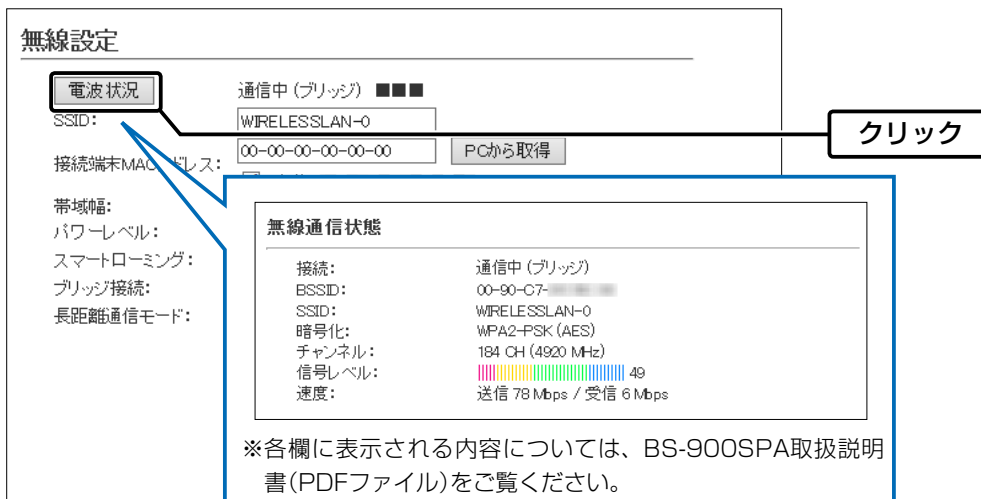 無線設定
電波状況 通信中(ブリッジ) ■■■
SSID: WIRELESSLAN-0
クリック
接続端末MACアドレス: 00-00-00-00-00-00 PCから取得
帯域幅:
パワーレベル:
スマートローミング:
ブリッジ接続:
長距離通信モード:
無線通信状態
接続: 通信中(ブリッジ)
BSSID: 00-90-C7-
SSID: WIRELESSLAN-0
暗号化: WPA2-PSK(AES)
チャンネル: 184 CH(4920 MHz)
信号レベル: 49
速度: 送信 78 Mbps / 受信 6 Mbps
※各欄に表示される内容については、BS-900SPA取扱説明
書(PDFファイル)をご覧ください。